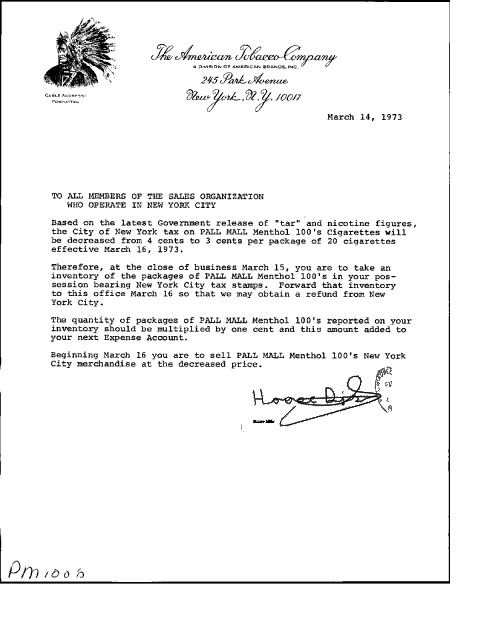 The American Tobacco Company
A DIVISION OF AMERICAN BRANDS, INC.
245 Park Avenue
New York, N.Y. 10017
CABLE ADDRESS:
POWHATTAN
March 14, 1973
TO ALL MEMBERS OF THE SALES ORGANIZATION
WHO OPERATE IN NEW YORK CITY
Based on the latest Government release of "tar" and nicotine figures,
the City of New York tax on PALL MALL Menthol 100's Cigarettes will
be decreased from 4 cents to 3 cents per package of 20 cigarettes
effective March 16, 1973.
Therefore, at the close of business March 15, you are to take an
inventory of the packages of PALL MALL Menthol 100's in your pos-
session bearing New York City tax stamps. Forward that inventory
to this office March 16 so that we may obtain a refund from New
York City.
The quantity of packages of PALL MALL Menthol 100's reported on your
inventory should be multiplied by one cent and this amount added to
your next Expense Account.
Beginning March 16 you are to sell PALL MALL Menthol 100's New York
City merchandise at the decreased price.